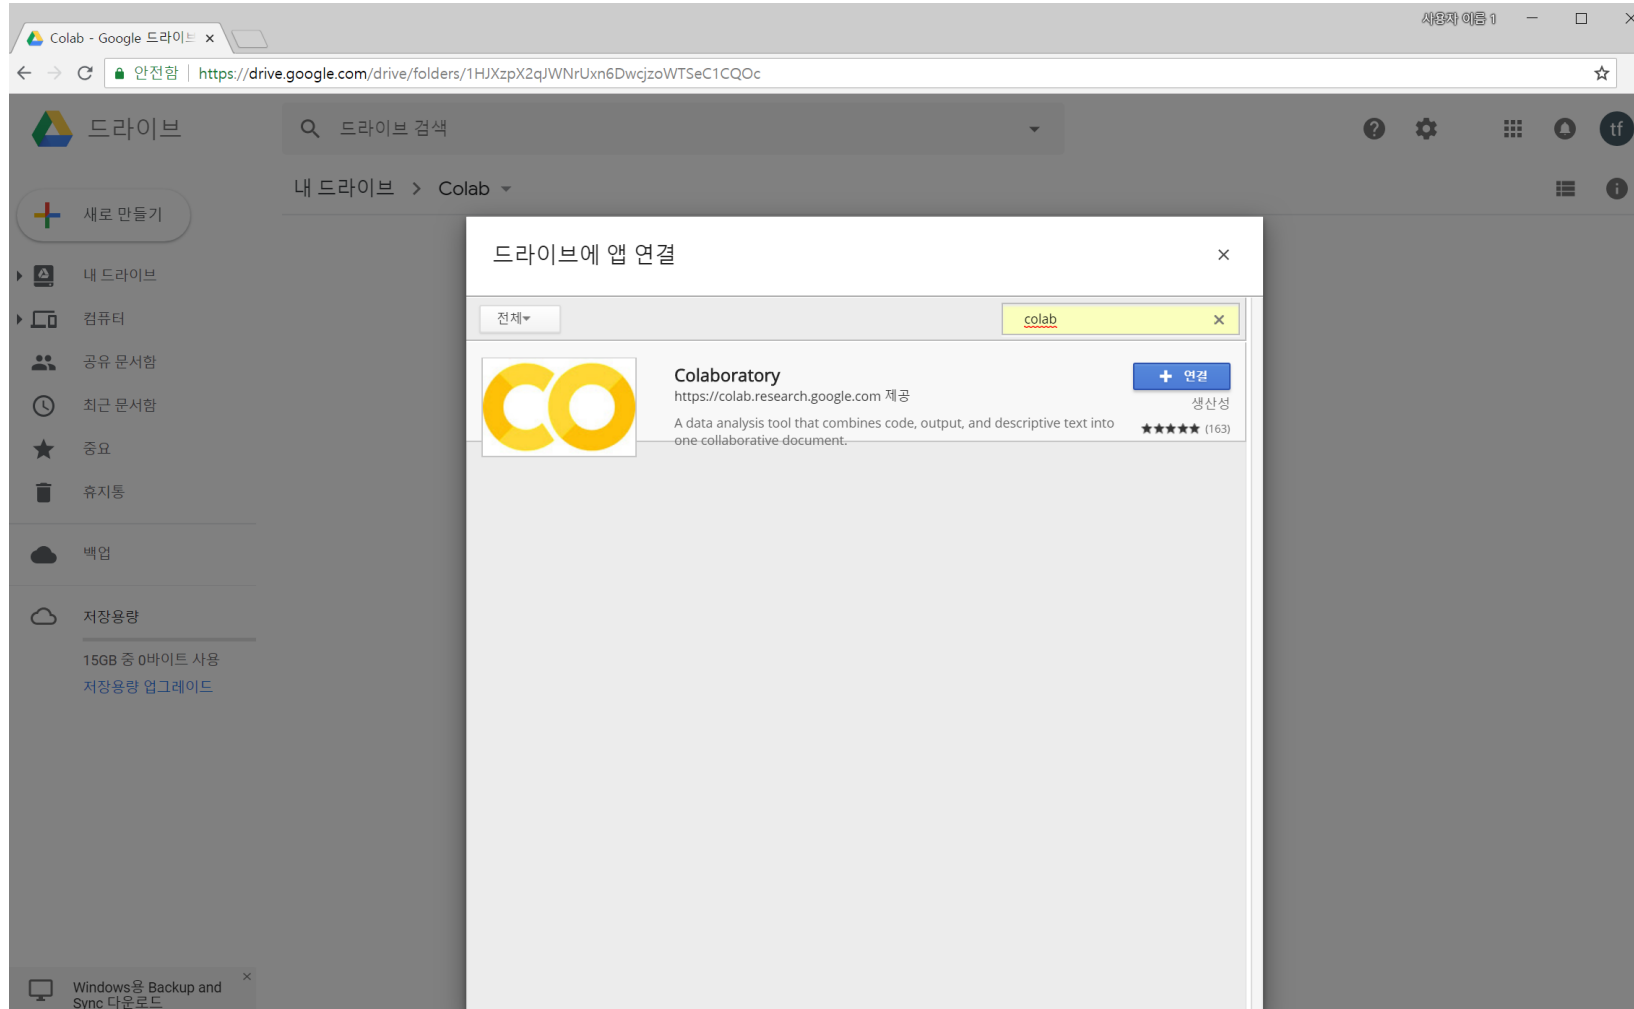 사용자 이름 1
Colab - Google 드라이브
안전함
https://drive.google.com/drive/folders/1HJXzpX2qJWNrUxn6DwcjzoWTSeC1CQOc
드라이브
드라이브 검색
tf
내 드라이브 > Colab
새로 만들기
내 드라이브
컴퓨터
공유 문서함
최근 문서함
중요
휴지통
백업
저장용량
15GB 중 0바이트 사용
저장용량 업그레이드
Windows용 Backup and
Sync 다운로드
드라이브에 앱 연결
전체
colab
Colaboratory
https://colab.research.google.com 제공
A data analysis tool that combines code, output, and descriptive text into
one collaborative document.
연결
생산성
(163)